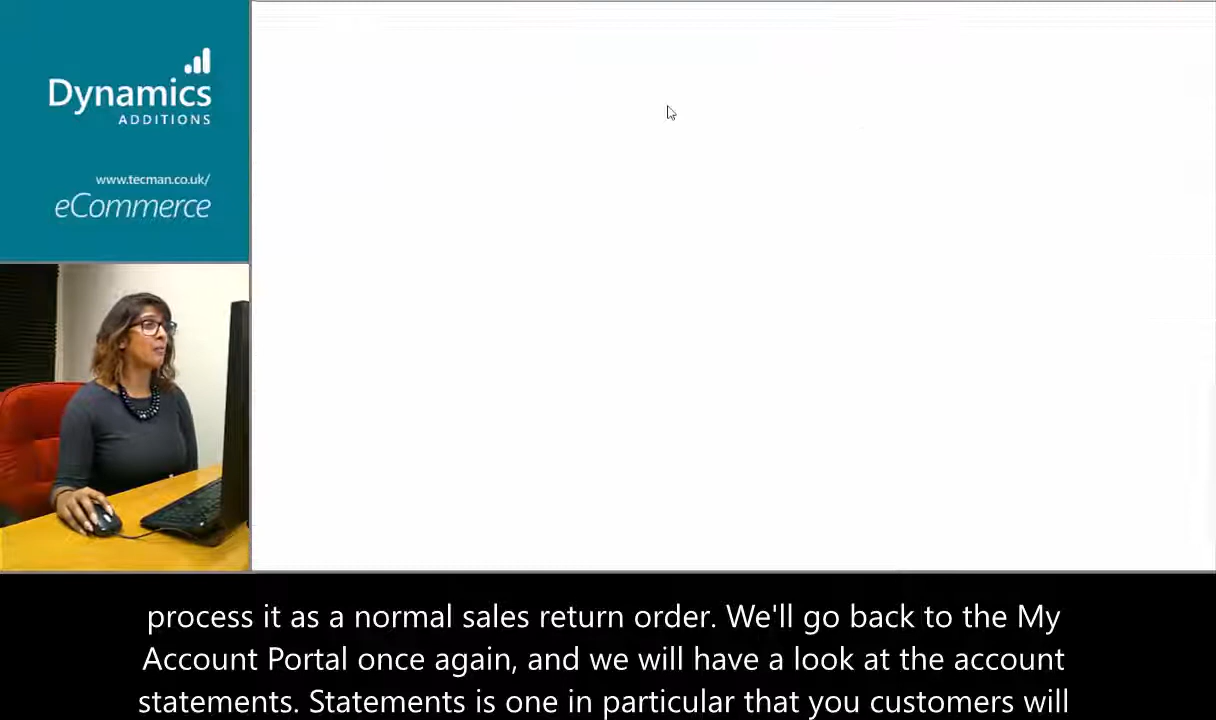 Dynamics
ADDITIONS
www.tecman.co.uk/
eCommerce
process it as a normal sales return order. We'll go back to the My
Account Portal once again, and we will have a look at the account
statements. Statements is one in particular that you customers will